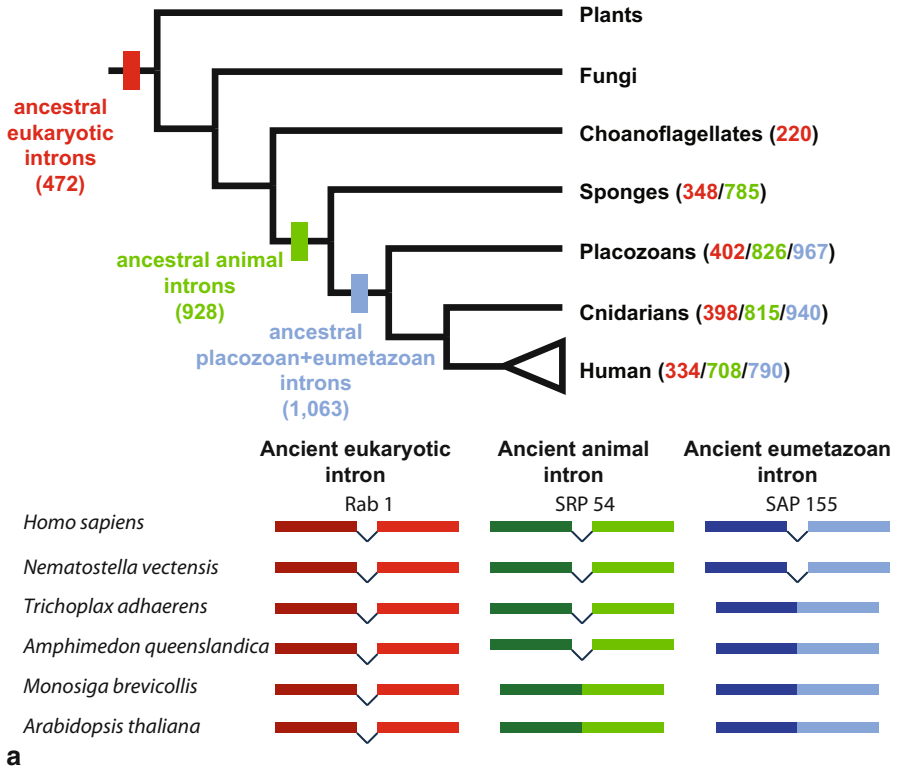 Plants
Fungi
ancestral
eukaryotic
introns
(472)
Choanoflagellates (220)
Sponges (348/785)
ancestral animal
introns
(928)
Placozoans (402/826/967)
Cnidarians (398/815/940)
ancestral
placozoan+eumetazoan
introns
(1,063)
Human (334/708/790)
Ancient eukaryotic
intron
Ancient animal
intron
Ancient eumetazoan
intron
Rab 1
SRP 54
SAP 155
Homo sapiens
Nematostella vectensis
Trichoplax adhaerens
Amphimedon queenslandica
Monosiga brevicollis
Arabidopsis thaliana
a